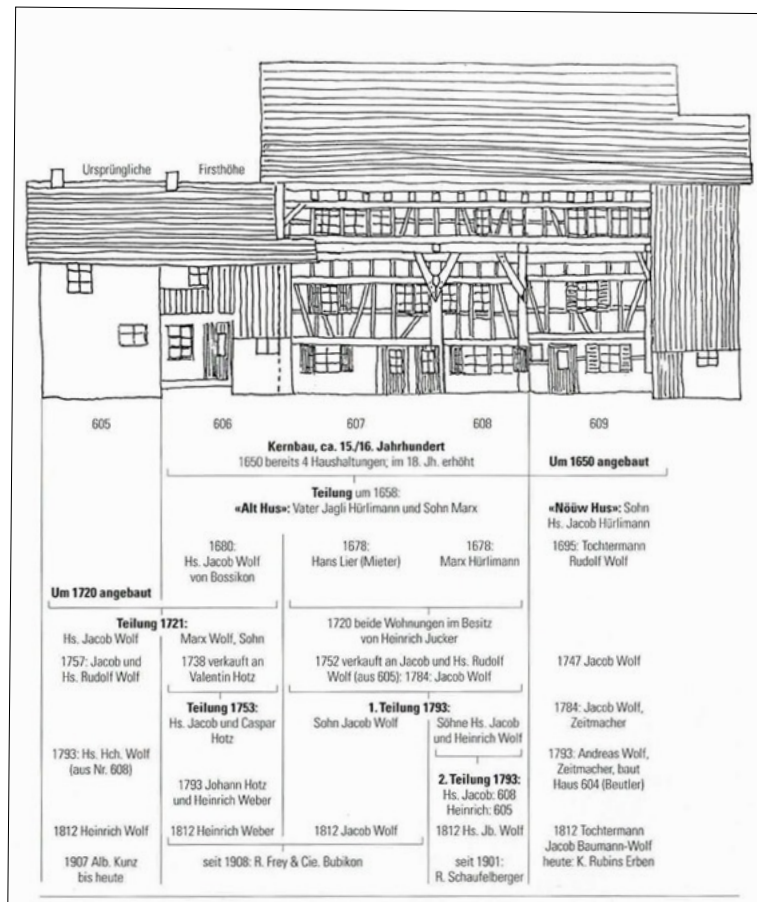 Ursprüngliche Firsthöhe
605 606 607 608 609
Kernbau, ca. 15./16. Jahrhundert
1650 bereits 4 Haushaltungen; im 18. Jh. erhöht
Um 1650 angebaut
Teilung um 1658:
«Alt Hus»: Vater Jagli Hürlimann und Sohn Marx
«Nööw Hus»: Sohn
Hs. Jacob Hürlimann
1680:
Hs. Jacob Wolf
von Bossikon
1678:
Hans Lier (Mieter)
1678:
Marx Hürlimann
1695: Tochtermann
Rudolf Wolf
Um 1720 angebaut
Teilung 1721:
Hs. Jacob Wolf
Marx Wolf, Sohn
1720 beide Wohnungen im Besitz
von Heinrich Jucker
1757: Jacob und
Hs. Rudolf Wolf
1738 verkauft an
Valentin Hotz
1752 verkauft an Jacob und Hs. Rudolf
Wolf (aus 605): 1784: Jacob Wolf
1747 Jacob Wolf
Teilung 1753:
Hs. Jacob und Caspar
Hotz
1. Teilung 1793:
Sohn Jacob Wolf
Söhne Hs. Jacob
und Heinrich Wolf
1784: Jacob Wolf,
Zeitmacher
1793: Hs. Hch. Wolf
(aus Nr. 608)
1793 Johann Hotz
und Heinrich Weber
2. Teilung 1793:
Hs. Jacob: 608
Heinrich: 605
1793: Andreas Wolf,
Zeitmacher, baut
Haus 604 (Beutler)
1812 Heinrich Wolf
1812 Heinrich Weber
1812 Jacob Wolf
1812 Hs. Jb. Wolf
1812 Tochtermann
Jacob Baumann-Wolf
heute: K. Rubins Erben
1907 Alb. Kunz
bis heute
seit 1908: R. Frey & Cie. Bubikon
seit 1901:
R. Schaufelberger